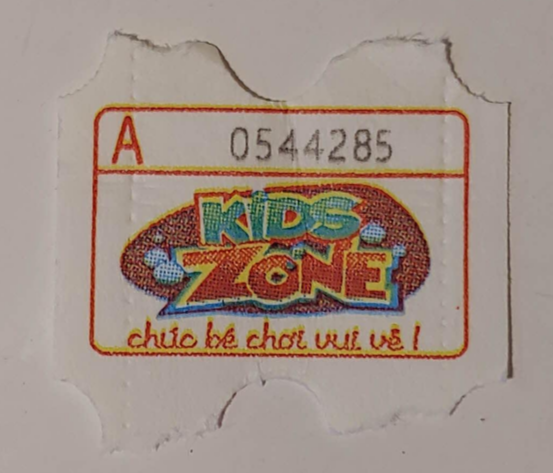 A 0544285
KIDS
ZONE
chúc bé chơi vui vẻ !